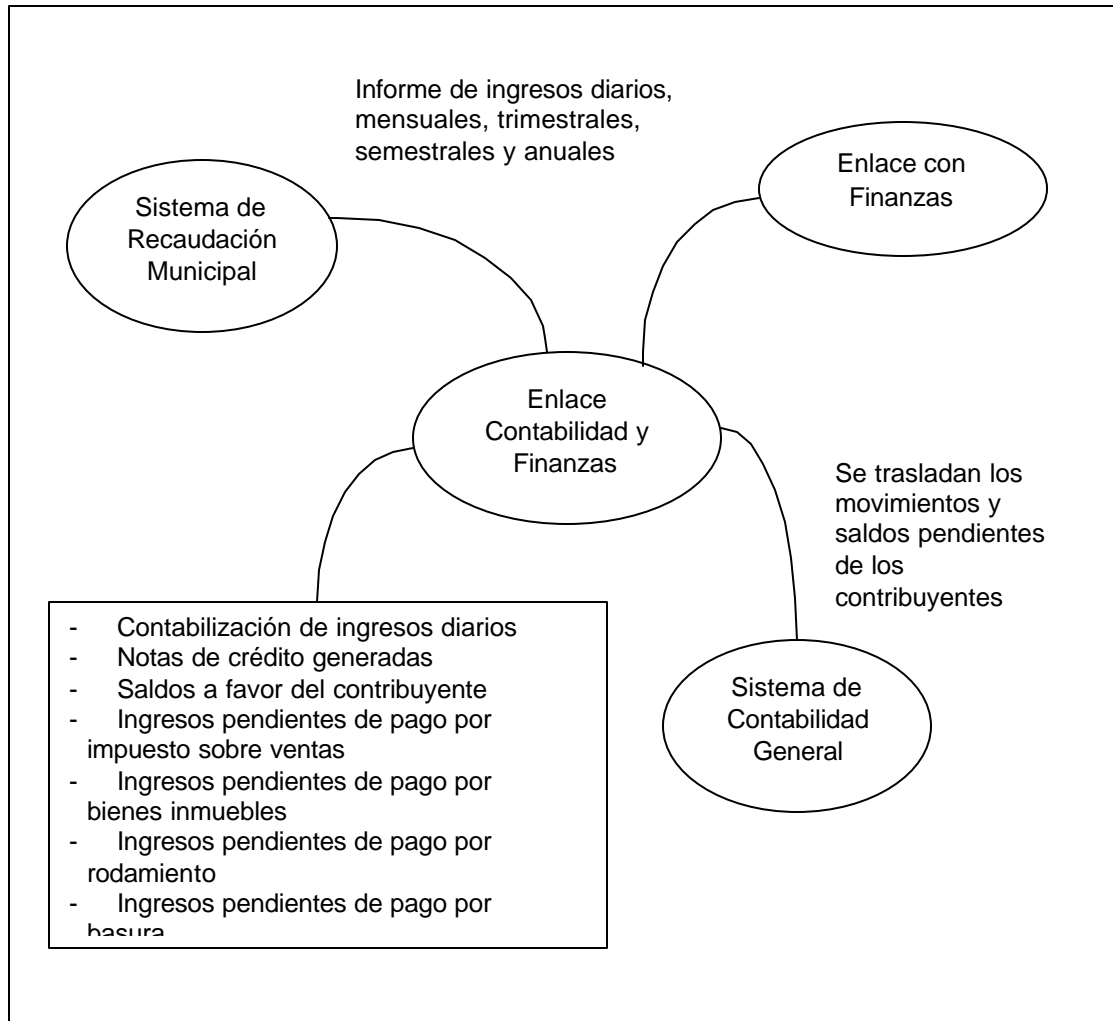 Informe de ingresos diarios,
mensuales, trimestrales,
semestrales y anuales
Enlace con
Finanzas
Sistema de
Recaudación
Municipal
Enlace
Contabilidad y
Finanzas
Se trasladan los
movimientos y
saldos pendientes
de los
contribuyentes
- Contabilización de ingresos diarios
- Notas de crédito generadas
- Saldos a favor del contribuyente
- Ingresos pendientes de pago por
impuesto sobre ventas
- Ingresos pendientes de pago por
bienes inmuebles
- Ingresos pendientes de pago por
rodamiento
- Ingresos pendientes de pago por
basura
Sistema de
Contabilidad
General